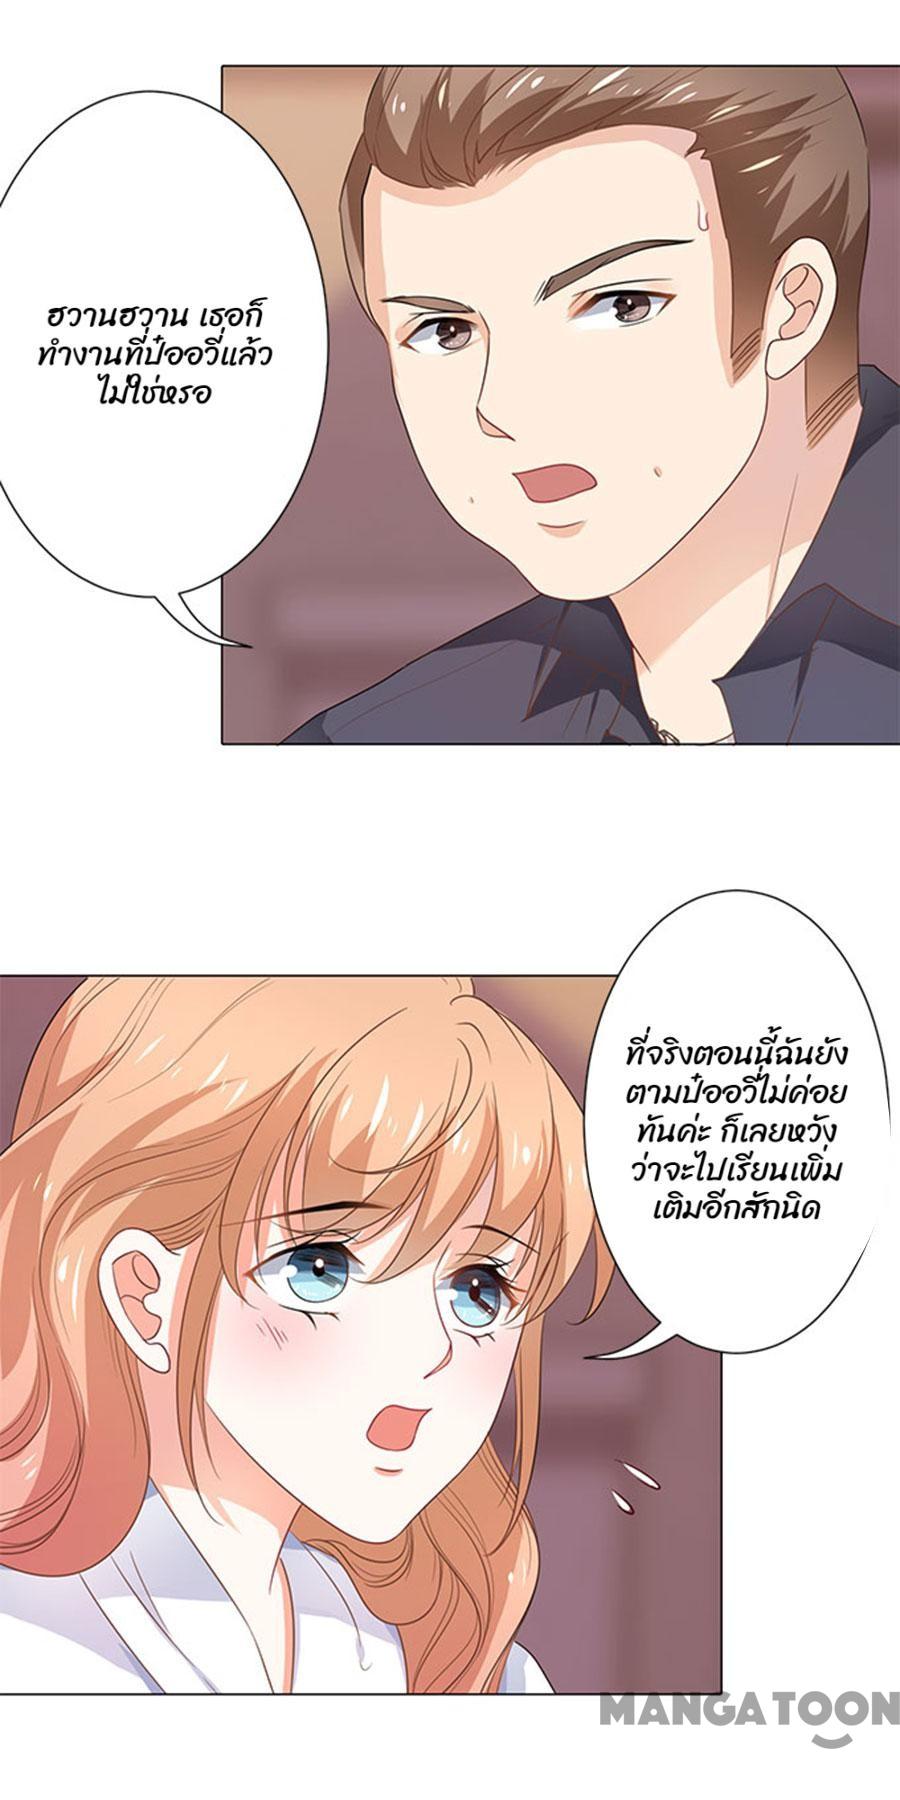 ฮวานฮวาน เธอก็
ทำงานที่ป๋ออวี่แล้ว
ไม่ใช่หรอ
ที่จริงตอนนี้ฉันยัง
ตามป๋ออวี่ไม่ค่อย
ทันค่ะ ก็เลยหวัง
ว่าจะไปเรียนเพิ่ม
เติมอีกสักนิด
MANGATOON